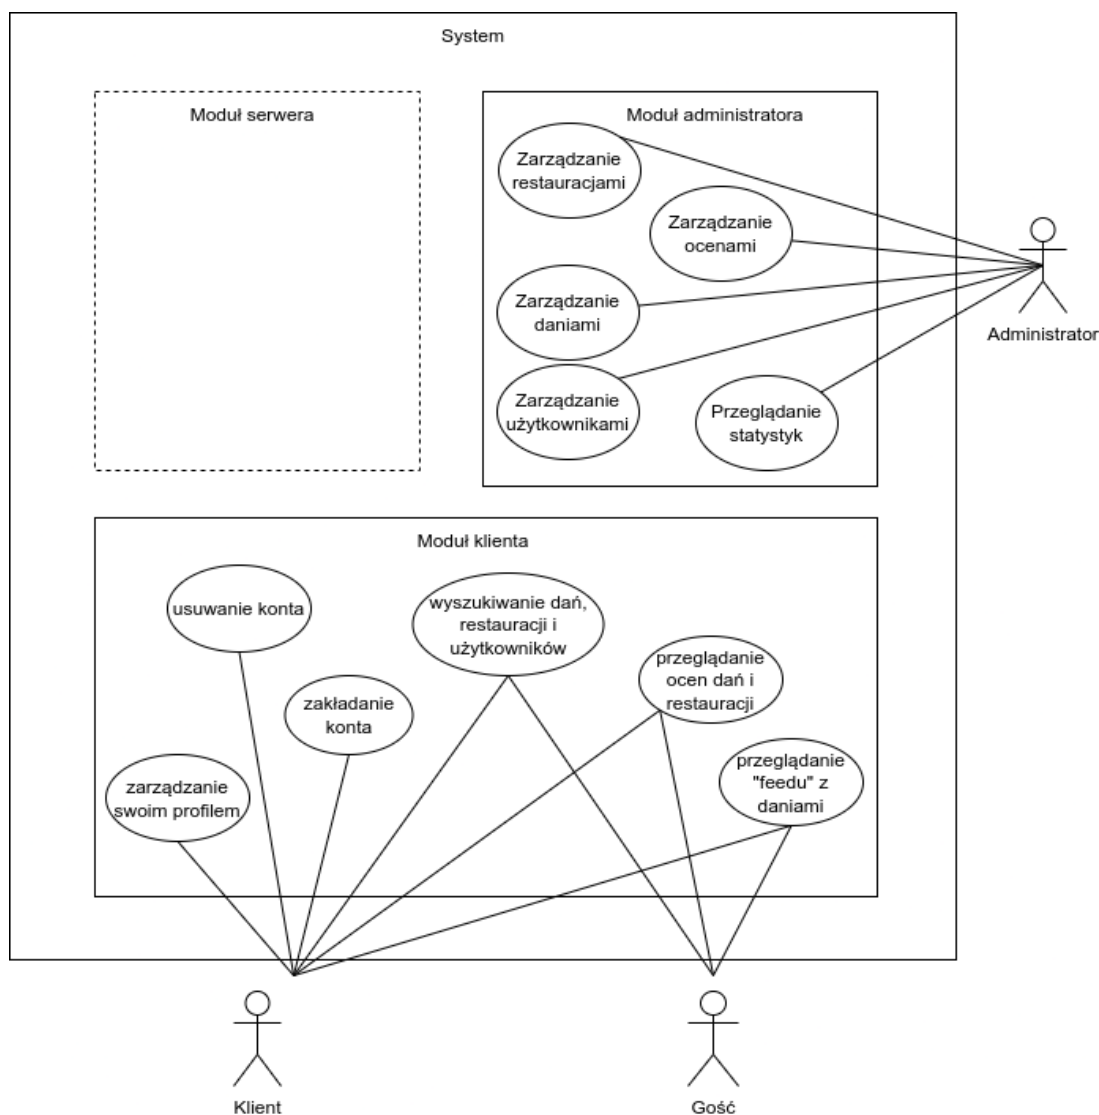 System
Moduł serwera
Moduł administratora
Zarządzanie
restauracjami
Zarządzanie
ocenami
Zarządzanie
daniami
Administrator
Zarządzanie
użytkownikami
Przeglądanie
statystyk
Moduł klienta
usuwanie konta
wyszukiwanie dań,
restauracji i
użytkowników
przeglądanie
ocen dań i
restauracji
zakładanie
konta
przeglądanie
"feedu" z
daniami
zarządzanie
swoim profilem
Klient
Gość